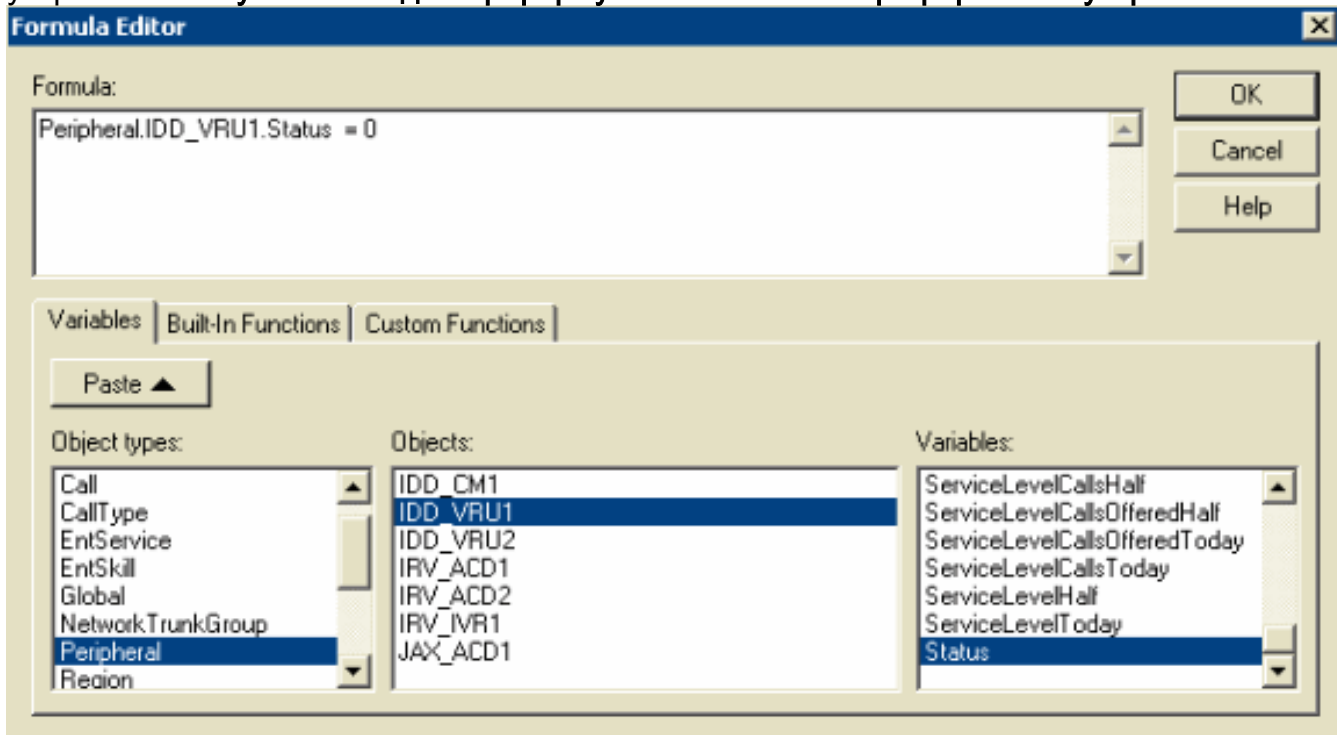 Formula Editor
Formula:
Peripheral.IDD_VRU1.Status = 0
OK
Cancel
Help
Variables Built-In Functions Custom Functions
Paste
Object types: Objects: Variables:
Call IDD_CM1 ServiceLevelCallsHalf
CallType IDD_VRU1 ServiceLevelCallsOfferedHalf
EntService IDD_VRU2 ServiceLevelCallsOfferedToday
EntSkill IRV_ACD1 ServiceLevelCallsToday
Global IRV_ACD2 ServiceLevelHalf
NetworkTrunkGroup IRV_IVR1 ServiceLevelToday
Peripheral JAX_ACD1 Status
Region